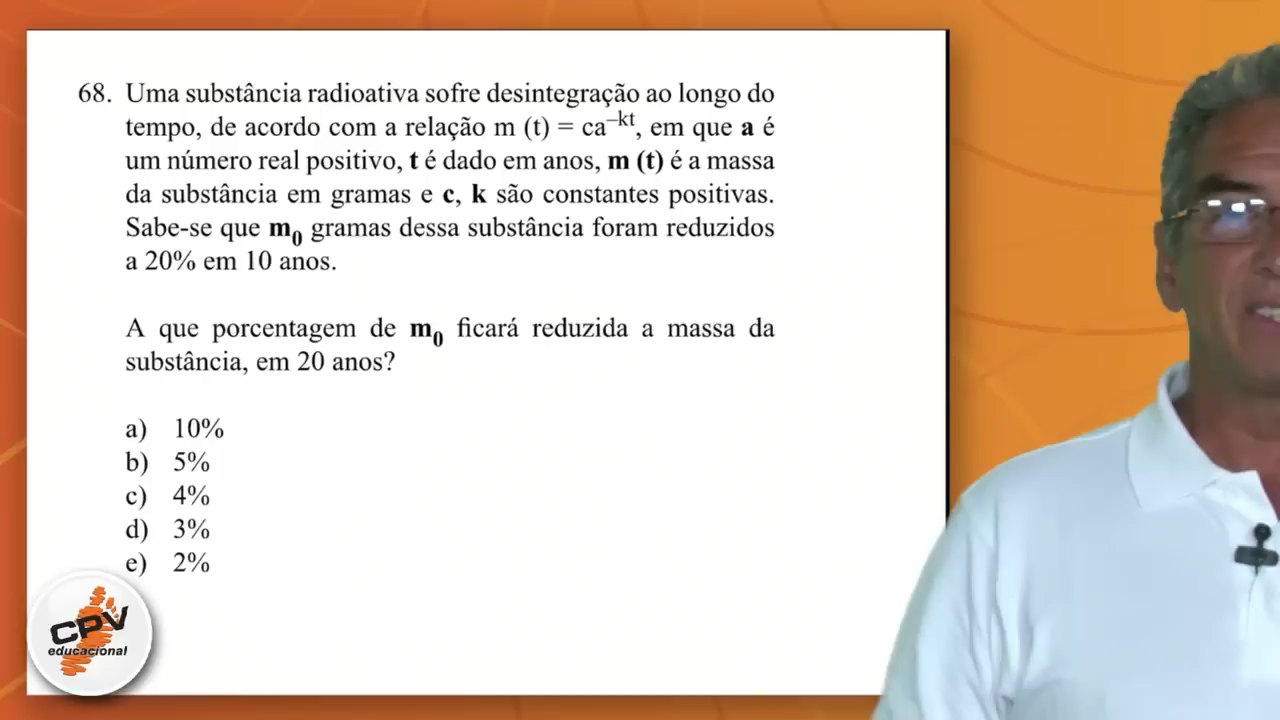 68. Uma substância radioativa sofre desintegração ao longo do
tempo, de acordo com a relação m (t) = ca⁻ᵏᵗ, em que a é
um número real positivo, t é dado em anos, m (t) é a massa
da substância em gramas e c, k são constantes positivas.
Sabe-se que m₀ gramas dessa substância foram reduzidos
a 20% em 10 anos.
A que porcentagem de m₀ ficará reduzida a massa da
substância, em 20 anos?
a) 10%
b) 5%
c) 4%
d) 3%
e) 2%
CPV
educacional